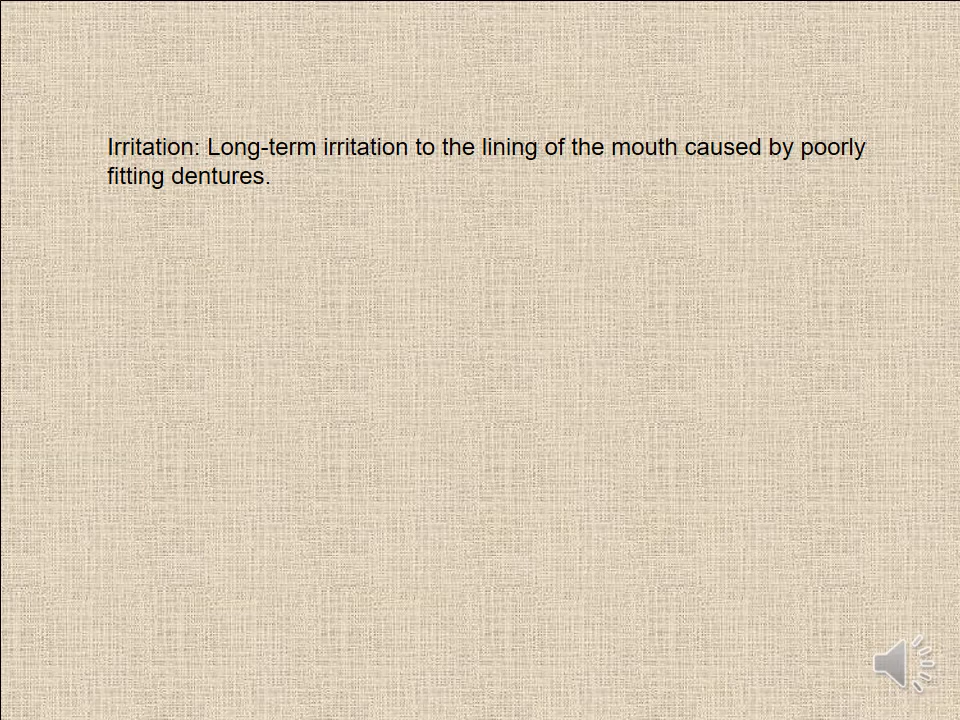 Irritation: Long-term irritation to the lining of the mouth caused by poorly
fitting dentures.